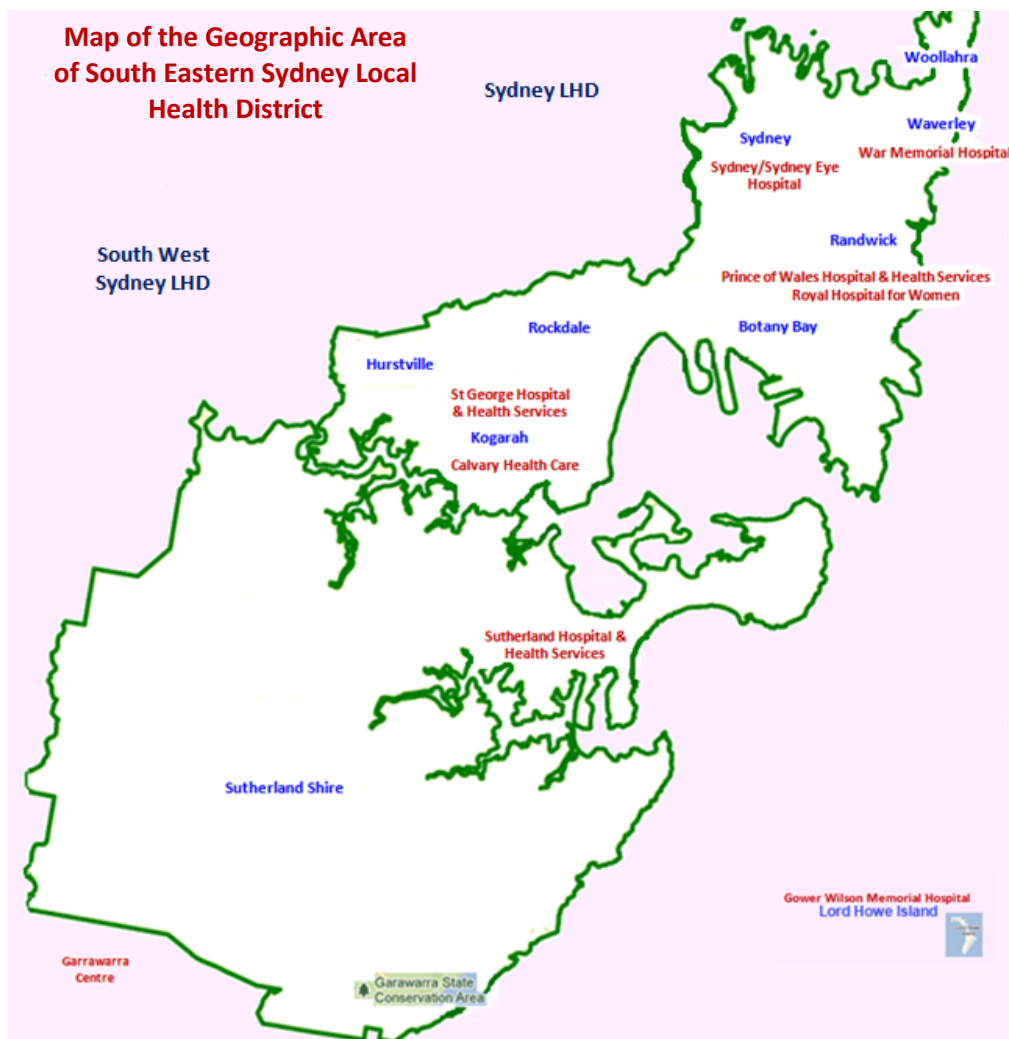 Map of the Geographic Area
of South Eastern Sydney Local
Health District
Sydney LHD
Woollahra
Waverley
War Memorial Hospital
Sydney
Sydney/Sydney Eye
Hospital
South West
Sydney LHD
Randwick
Prince of Wales Hospital & Health Services
Royal Hospital for Women
Rockdale
Botany Bay
Hurstville
St George Hospital
& Health Services
Kogarah
Calvary Health Care
Sutherland Hospital &
Health Services
Sutherland Shire
Gower Wilson Memorial Hospital
Lord Howe Island
Garrawarra
Centre
Garawarra State
Conservation Area